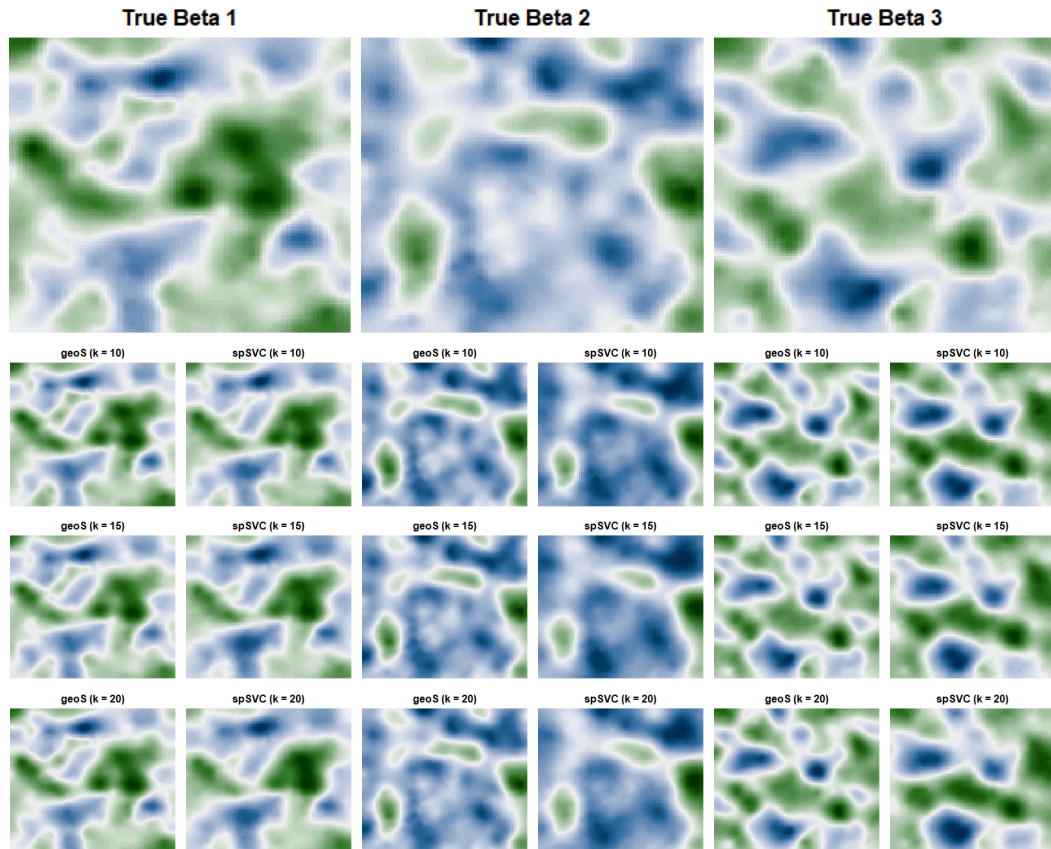 True Beta 1 True Beta 2 True Beta 3
geoS (k = 10) spSVC (k = 10) geoS (k = 10) spSVC (k = 10) geoS (k = 10) spSVC (k = 10)
geoS (k = 15) spSVC (k = 15) geoS (k = 15) spSVC (k = 15) geoS (k = 15) spSVC (k = 15)
geoS (k = 20) spSVC (k = 20) geoS (k = 20) spSVC (k = 20) geoS (k = 20) spSVC (k = 20)